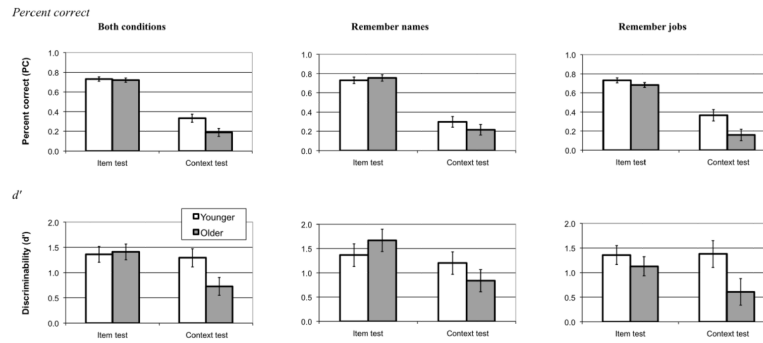 Percent correct
Both conditions
Remember names
Remember jobs
Percent correct (PC)
1.0
0.8
0.6
0.4
0.2
0.0
Item test
Context test
1.0
0.8
0.6
0.4
0.2
0.0
Item test
Context test
1.0
0.8
0.6
0.4
0.2
0.0
Item test
Context test
d'
Discriminability (d')
2.0
1.5
1.0
0.5
0.0
Younger
Older
Item test
Context test
2.0
1.5
1.0
0.5
0.0
Item test
Context test
2.0
1.5
1.0
0.5
0.0
Item test
Context test